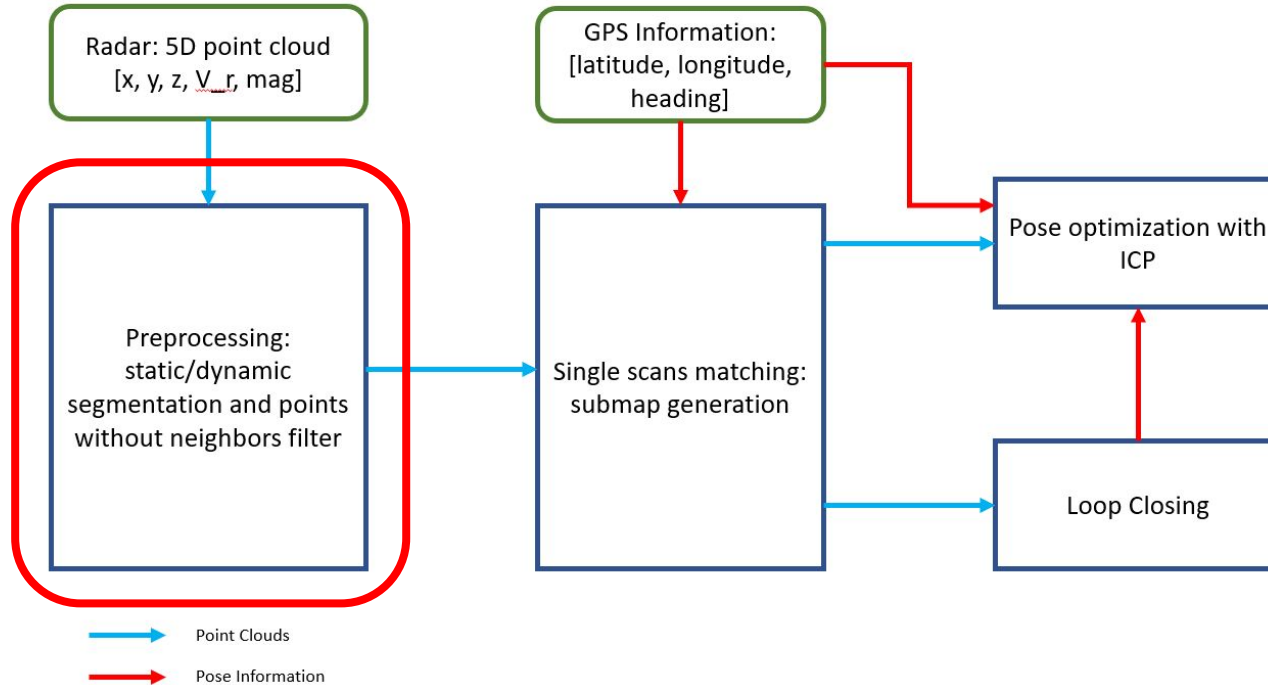 Radar: 5D point cloud
[x, y, z, V_r, mag]
GPS Information:
[latitude, longitude,
heading]
Preprocessing:
static/dynamic
segmentation and points
without neighbors filter
Single scans matching:
submap generation
Pose optimization with
ICP
Loop Closing
Point Clouds
Pose Information